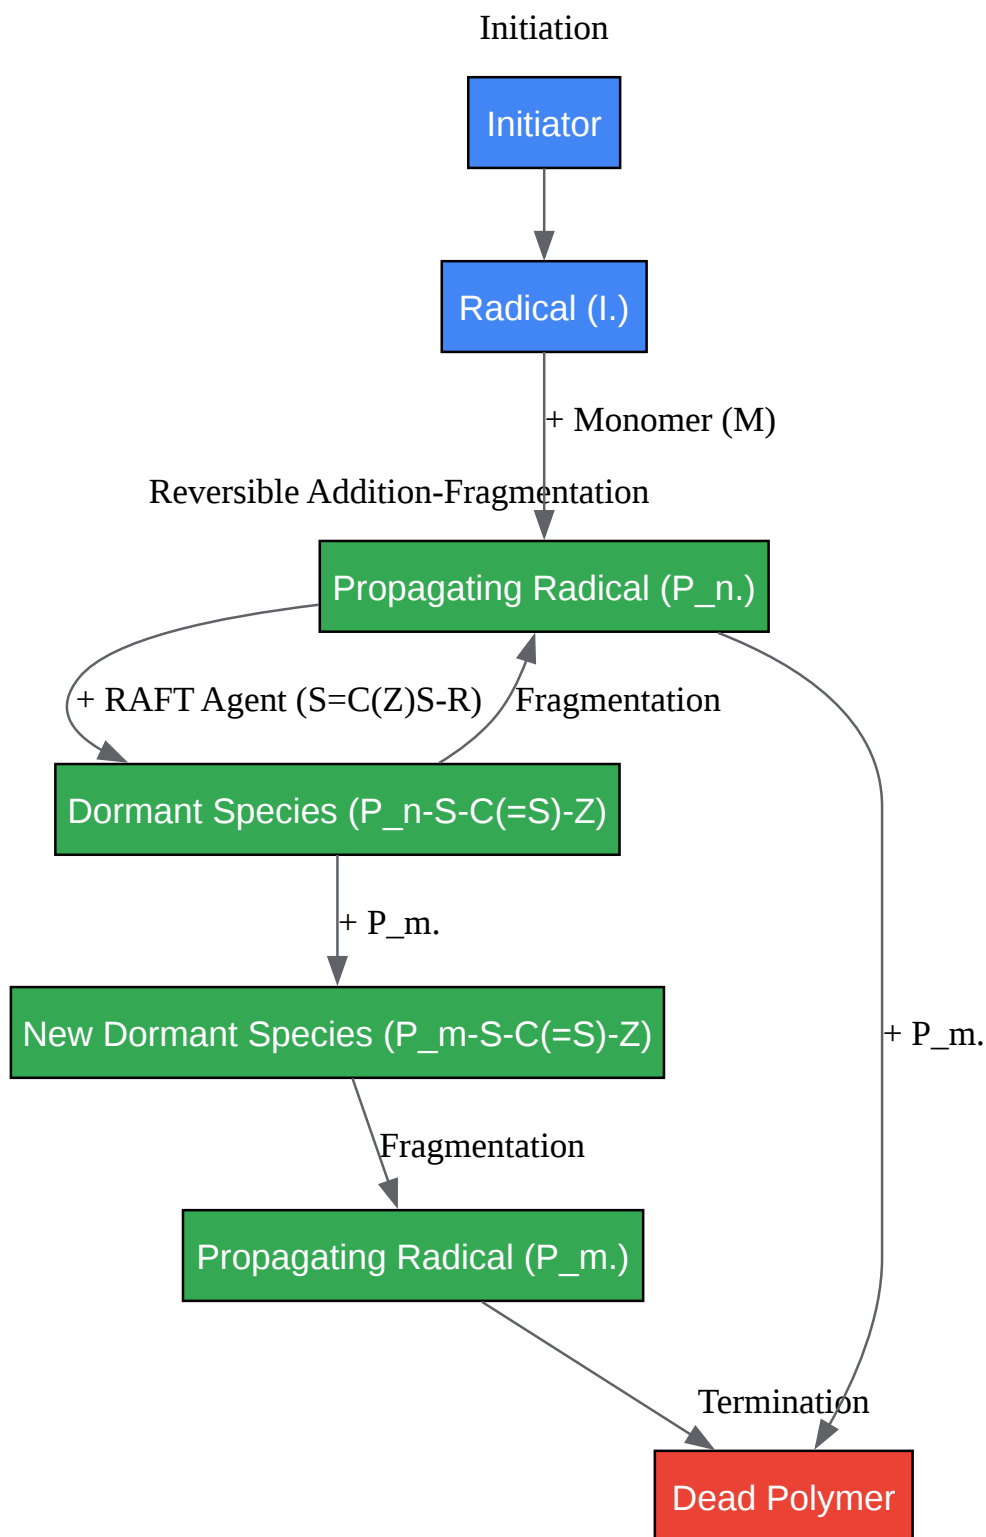 Initiation
Initiator
Radical (I.)
+ Monomer (M)
Reversible Addition-Fragmentation
Propagating Radical (P_n.)
+ RAFT Agent (S=C(Z)S-R)
Fragmentation
Dormant Species (P_n-S-C(=S)-Z)
+ P_m.
New Dormant Species (P_m-S-C(=S)-Z)
+ P_m.
Fragmentation
Propagating Radical (P_m.)
Termination
Dead Polymer